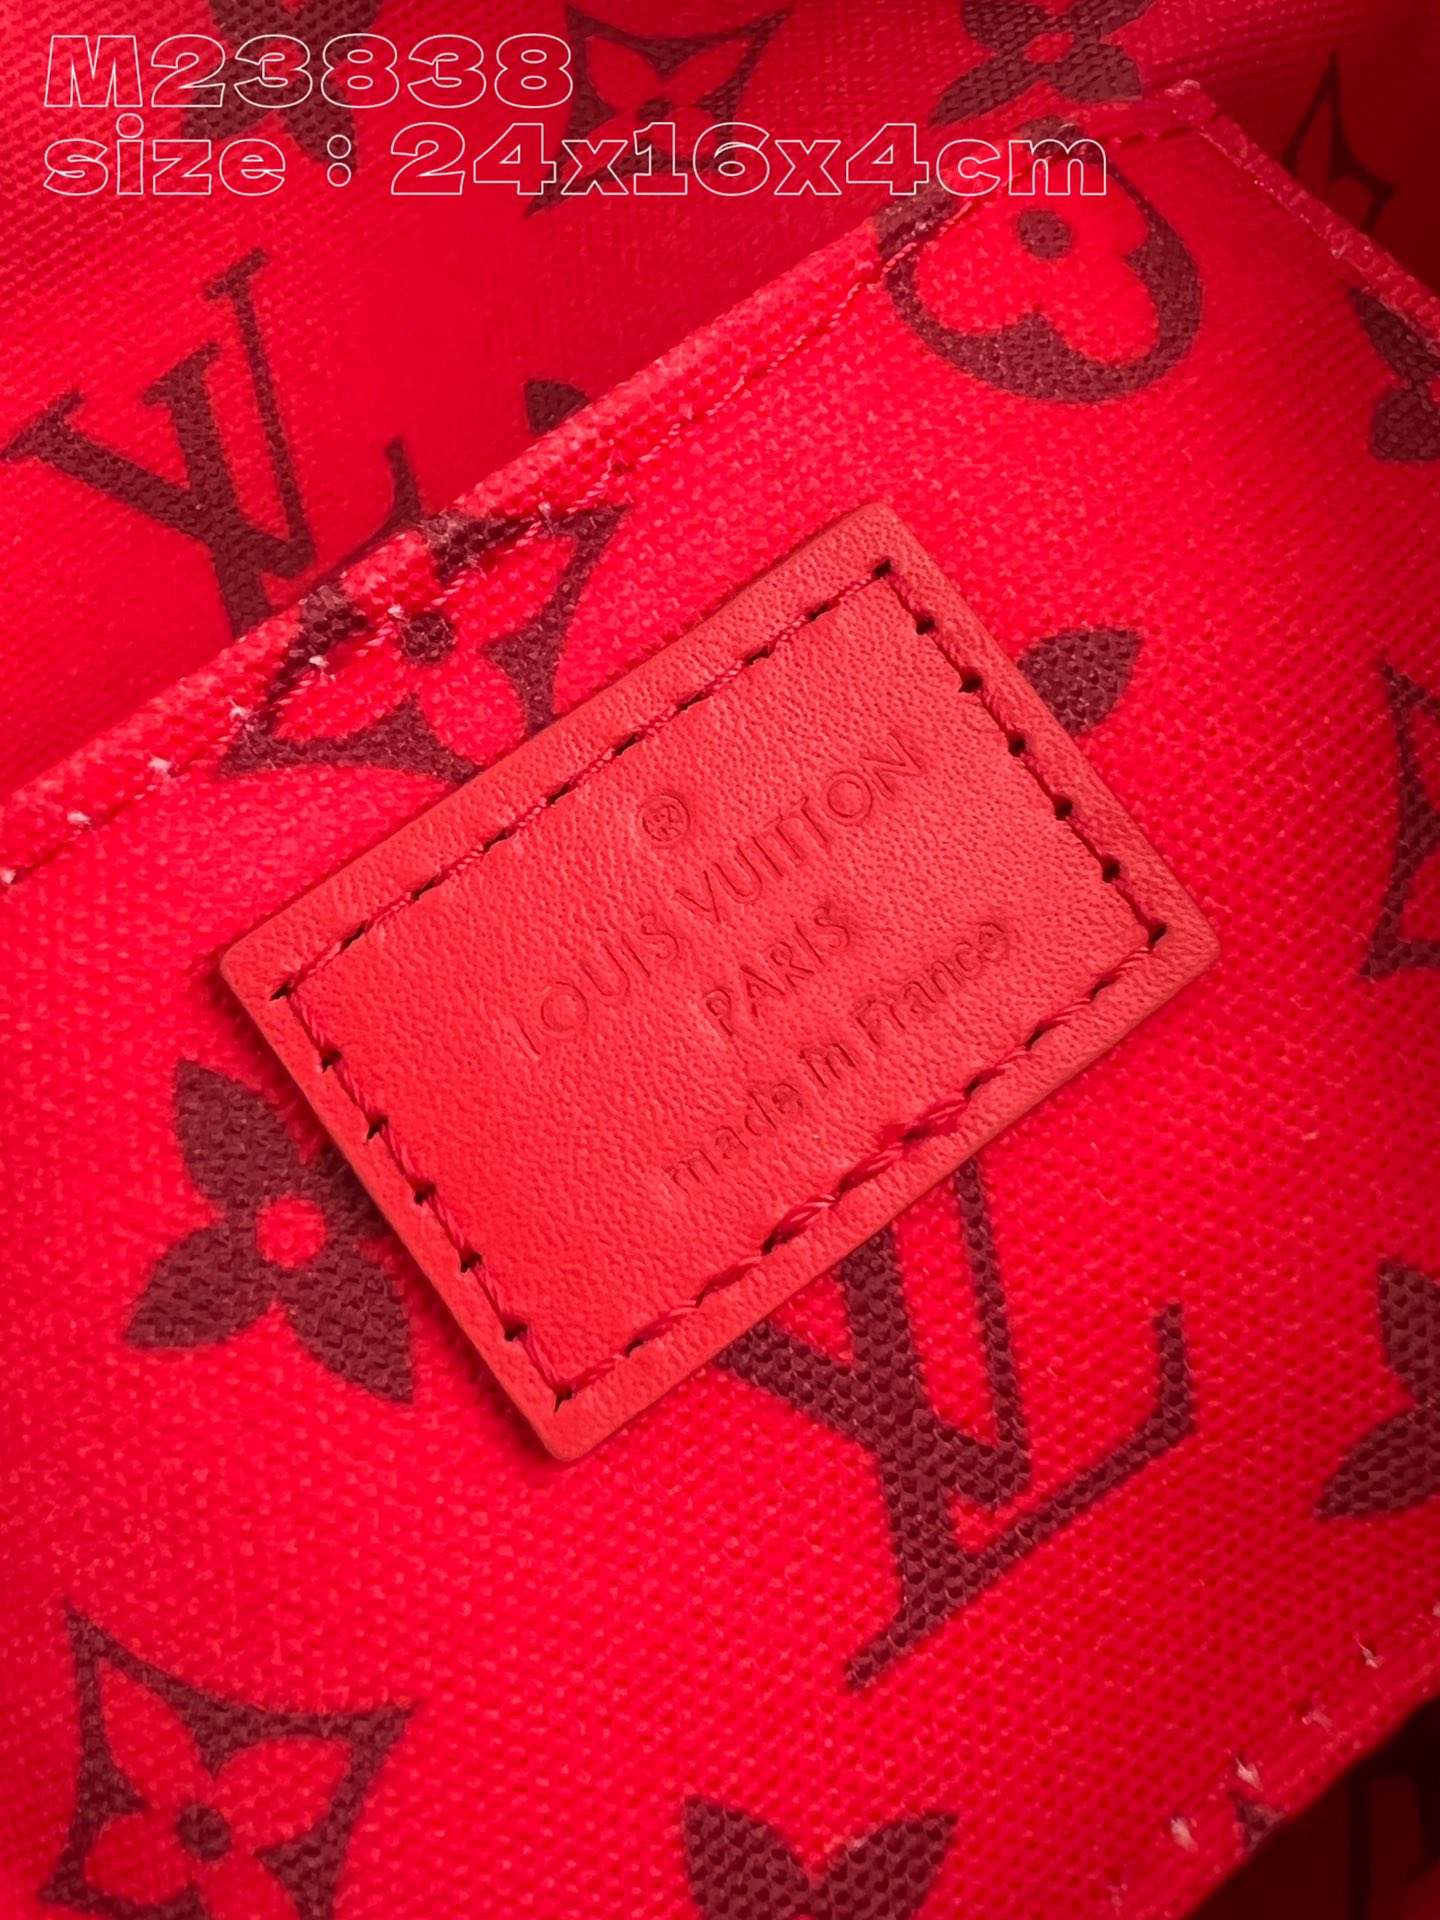 M23838
size : 24x16x4cm
®
LOUIS VUITTON
PARIS
made in France